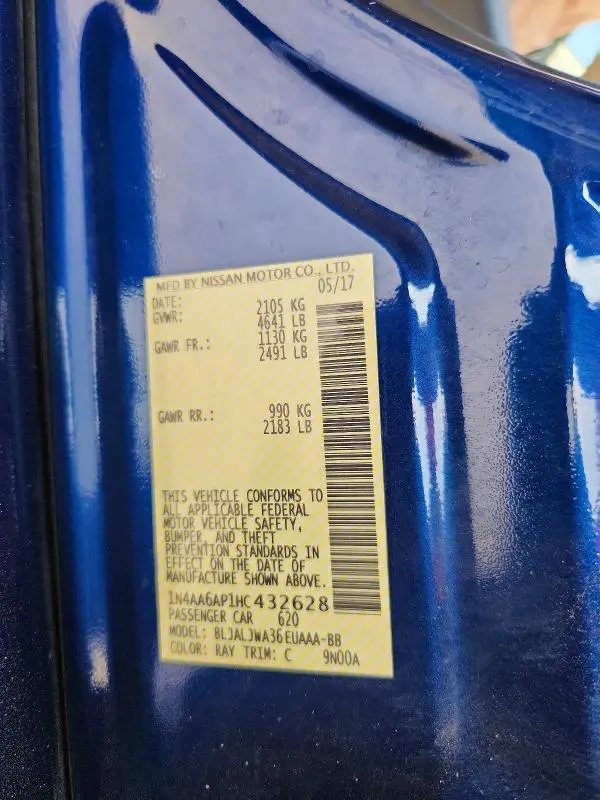 MFD BY NISSAN MOTOR CO., LTD.
DATE: 05/17
GVWR: 2105 KG
4641 LB
GAWR FR.: 1130 KG
2491 LB
GAWR RR.: 990 KG
2183 LB
THIS VEHICLE CONFORMS TO
ALL APPLICABLE FEDERAL
MOTOR VEHICLE SAFETY,
BUMPER, AND THEFT
PREVENTION STANDARDS IN
EFFECT ON THE DATE OF
MANUFACTURE SHOWN ABOVE.
1N4AA6AP1HC432628
PASSENGER CAR 620
MODEL: BLJALJWA36EUAAA-BB
COLOR: RAY TRIM: C 9N00A